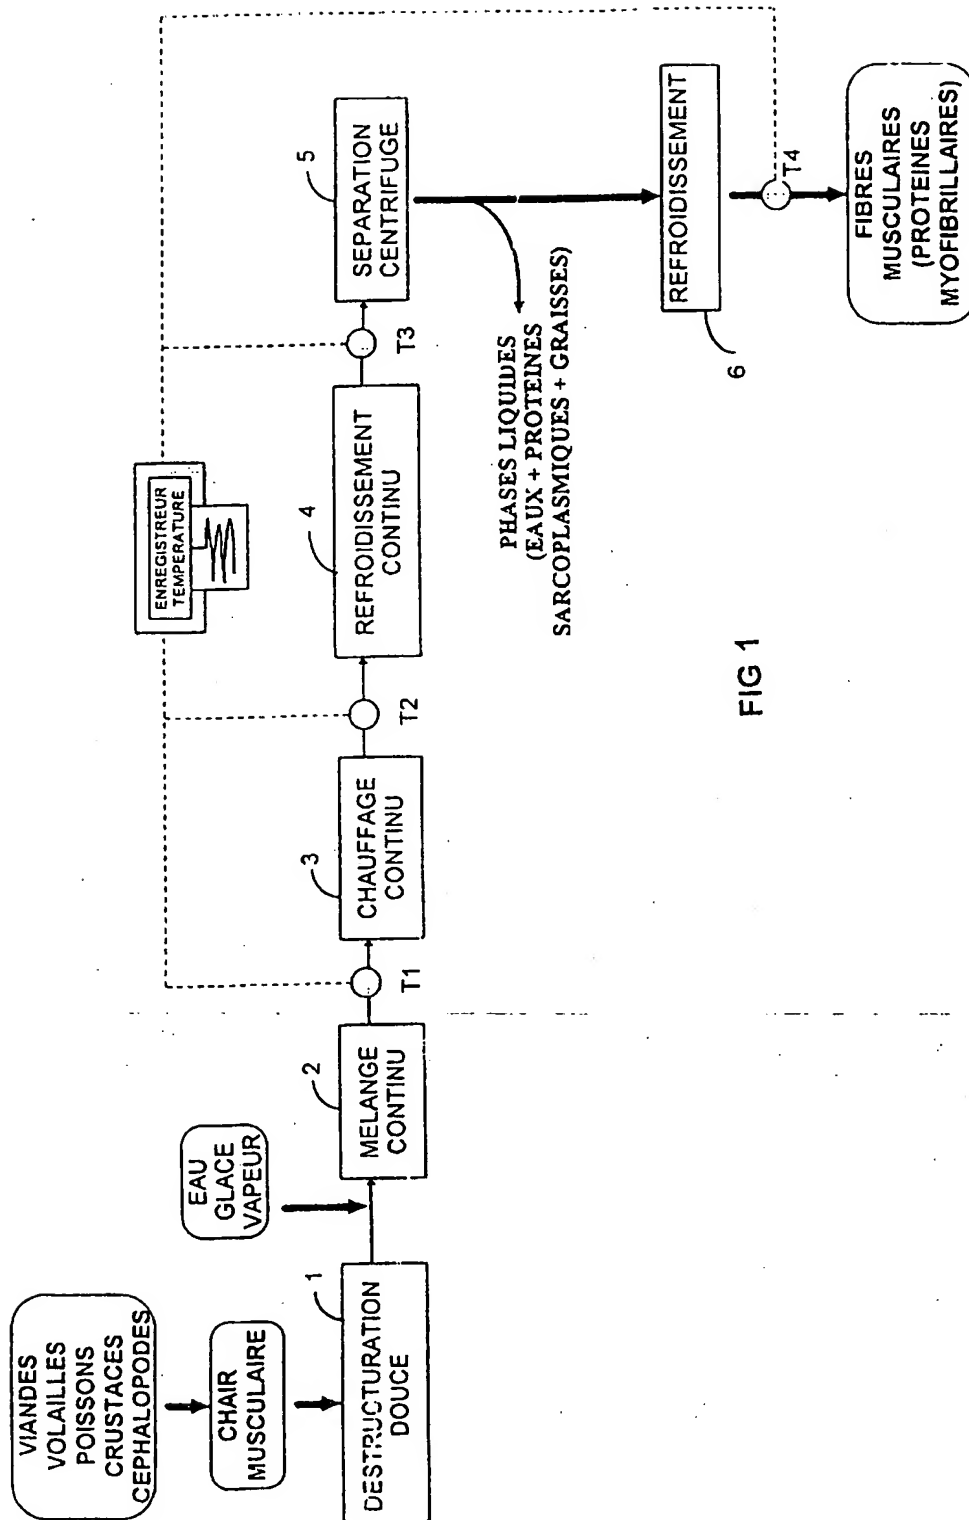 VIANDES
VOLAILLES
POISSONS
CRUSTACES
CEPHALOPODES
CHAIR
MUSCULAIRE
DESTRUCTURATION
DOUCE
1
EAU
GLACE
VAPEUR
MELANGE
CONTINU
2
T1
CHAUFFAGE
CONTINU
3
T2
ENREGISTREUR
TEMPERATURE
REFROIDISSEMENT
CONTINU
4
T3
SEPARATION
CENTRIFUGE
5
PHASES LIQUIDES
(EAUX + PROTEINES
SARCOPLASMIQUES + GRAISSES)
REFROIDISSEMENT
6
T4
FIBRES
MUSCULAIRES
(PROTEINES
MYOFIBRILLAIRES)
FIG 1